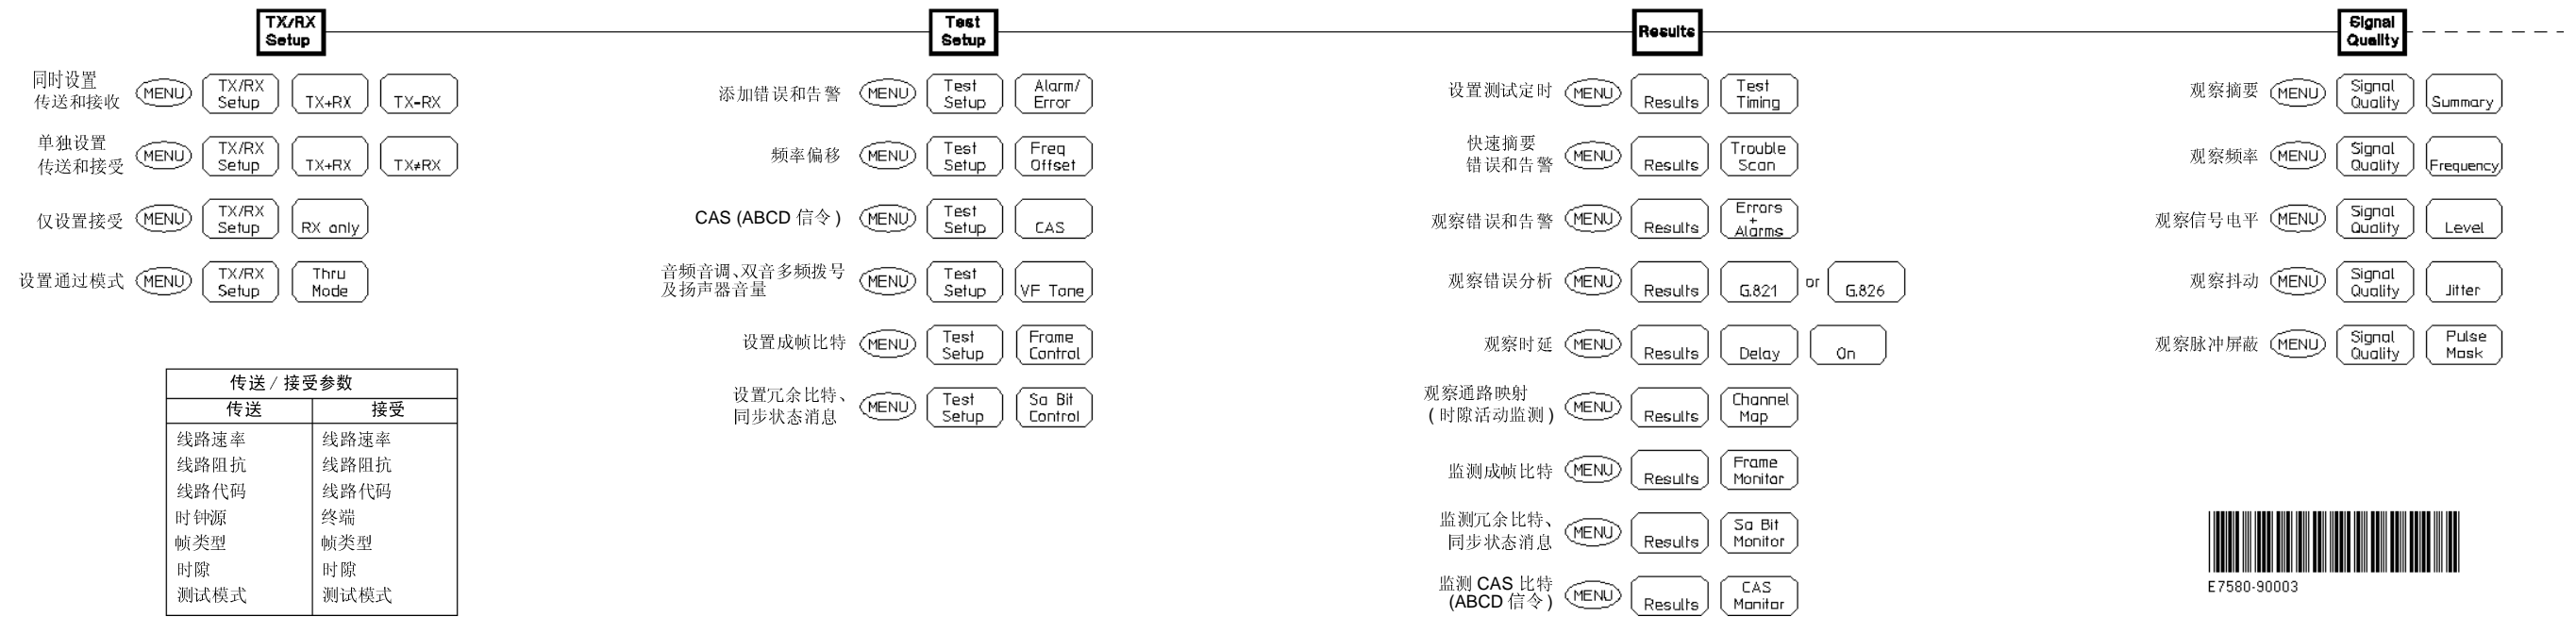 TX/RX
Setup
同时设置
传送和接收
MENU
TX/RX
Setup
TX+RX
TX=RX
单独设置
传送和接受
MENU
TX/RX
Setup
TX+RX
TX≠RX
仅设置接受
MENU
TX/RX
Setup
RX only
设置通过模式
MENU
TX/RX
Setup
Thru
Mode
传送 / 接受参数
传送 接受
线路速率 线路速率
线路阻抗 线路阻抗
线路代码 线路代码
时钟源 终端
帧类型 帧类型
时隙 时隙
测试模式 测试模式
Test
Setup
添加错误和告警
MENU
Test
Setup
Alarm/
Error
频率偏移
MENU
Test
Setup
Freq
Offset
CAS (ABCD 信令 )
MENU
Test
Setup
CAS
音频音调、双音多频拨号
及扬声器音量
MENU
Test
Setup
VF Tone
设置成帧比特
MENU
Test
Setup
Frame
Control
设置冗余比特、
同步状态消息
MENU
Test
Setup
Sa Bit
Control
Results
设置测试定时
MENU
Results
Test
Timing
快速摘要
错误和告警
MENU
Results
Trouble
Scan
观察错误和告警
MENU
Results
Errors
+
Alarms
观察错误分析
MENU
Results
G.821
or
G.826
观察时延
MENU
Results
Delay
On
观察通路映射
( 时隙活动监测 )
MENU
Results
Channel
Map
监测成帧比特
MENU
Results
Frame
Monitor
监测冗余比特、
同步状态消息
MENU
Results
Sa Bit
Monitor
监测 CAS 比特
(ABCD 信令 )
MENU
Results
CAS
Monitor
Signal
Quality
观察摘要
MENU
Signal
Quality
Summary
观察频率
MENU
Signal
Quality
Frequency
观察信号电平
MENU
Signal
Quality
Level
观察抖动
MENU
Signal
Quality
Jitter
观察脉冲屏蔽
MENU
Signal
Quality
Pulse
Mask
E7580-90003